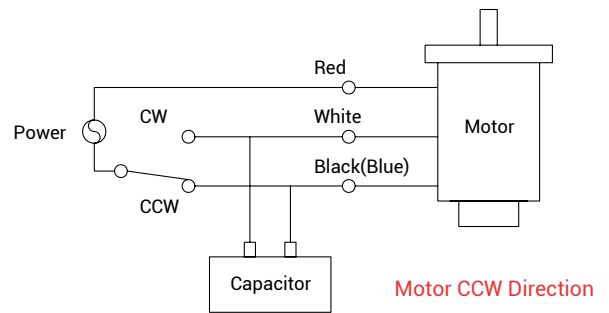 Red
CW
White
Power
Motor
Black(Blue)
CCW
Capacitor
Motor CCW Direction